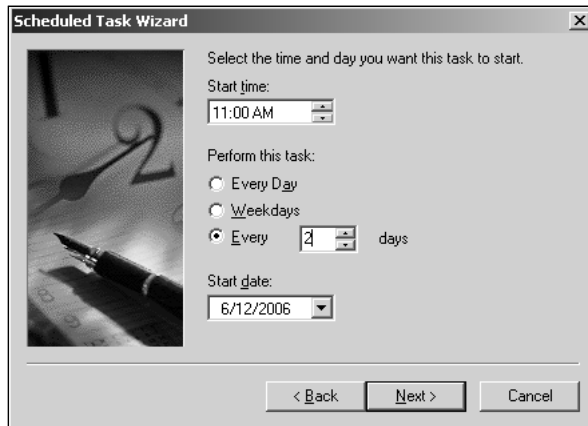 Scheduled Task Wizard
Select the time and day you want this task to start.
Start time:
11:00 AM
Perform this task:
Every Day
Weekdays
Every 2 days
Start date:
6/12/2006
< Back
Next >
Cancel